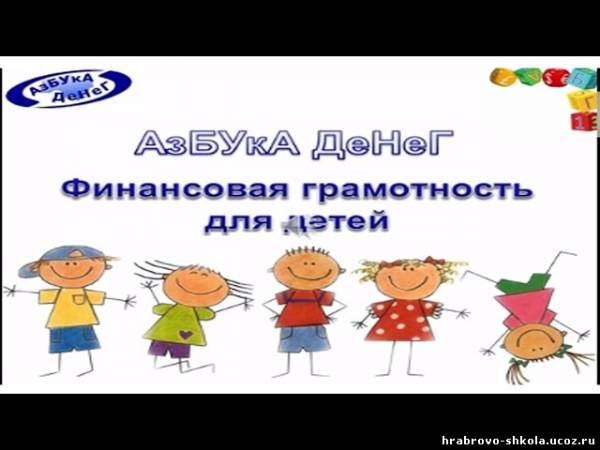 АзБУкА
ДеНеГ
АзБУкА ДеНеГ
Финансовая грамотность
для детей
hrabrovo-shkola.ucoz.ru